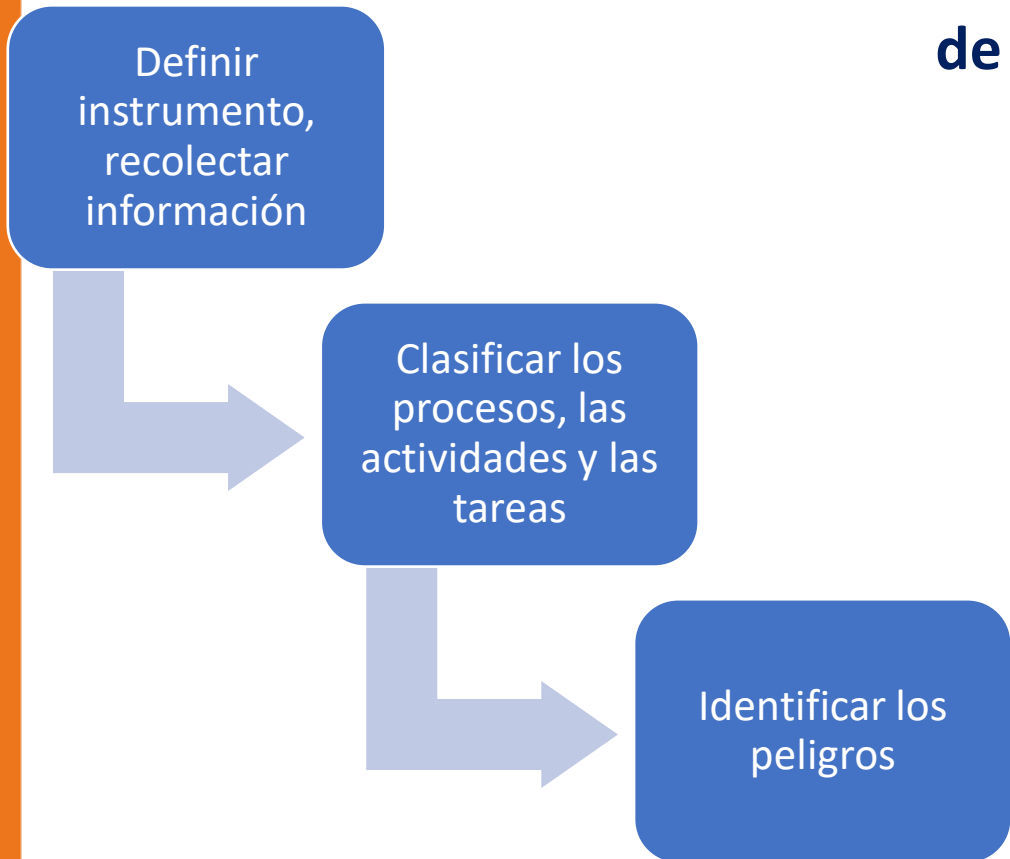 de
Definir
instrumento,
recolectar
información
Clasificar los
procesos, las
actividades y las
tareas
Identificar los
peligros